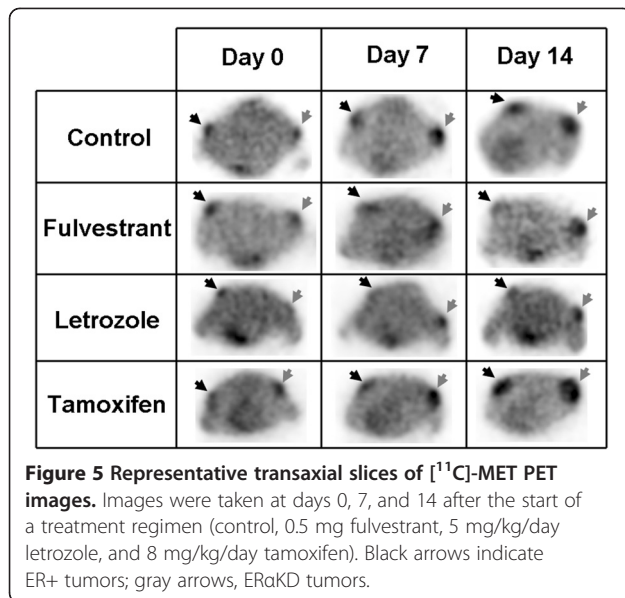 Day 0 Day 7 Day 14
Control
Fulvestrant
Letrozole
Tamoxifen
Figure 5 Representative transaxial slices of [¹¹C]-MET PET
images. Images were taken at days 0, 7, and 14 after the start of
a treatment regimen (control, 0.5 mg fulvestrant, 5 mg/kg/day
letrozole, and 8 mg/kg/day tamoxifen). Black arrows indicate
ER+ tumors; gray arrows, ERαKD tumors.